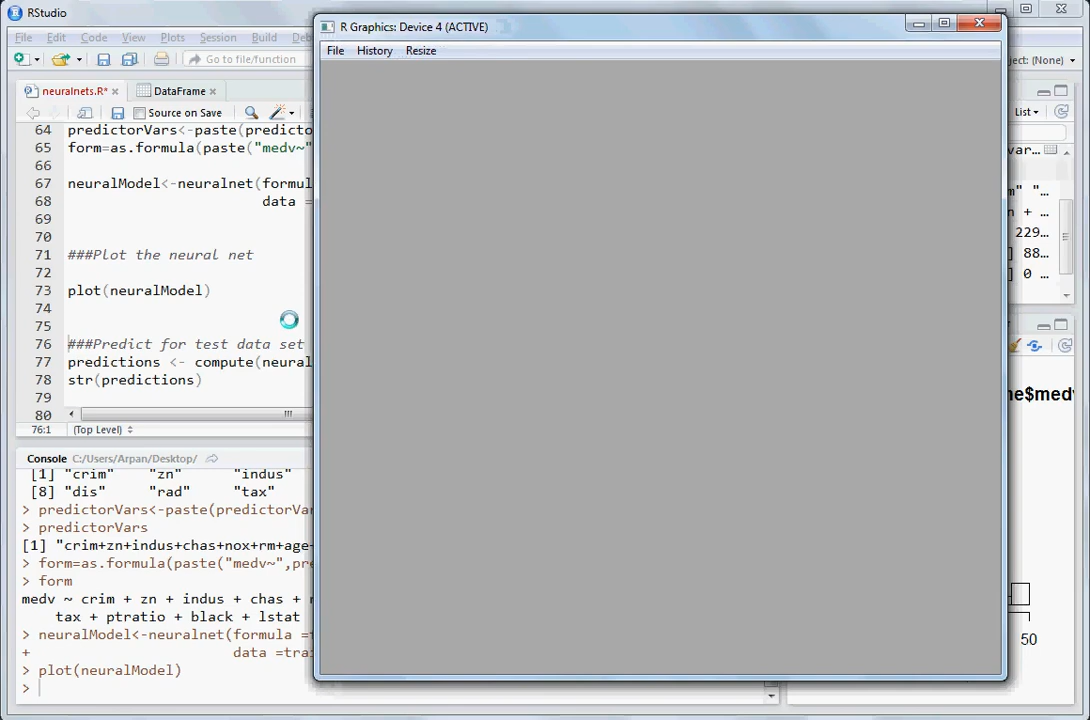 RStudio
R Graphics: Device 4 (ACTIVE)
File Edit Code View Plots Session Build
File History Resize
Go to file/function
ject: (None)
neuralnets.R* DataFrame
Source on Save
List
64 predictorVars<-paste(predicto
65 form=as.formula(paste("medv~"
66
67 neuralModel<-neuralnet(formul
68 data =
69
70
71 ###Plot the neural net
72
73 plot(neuralModel)
74
75
76 ###Predict for test data set
77 predictions <- compute(neural
78 str(predictions)
79
80
76:1 (Top Level)
var...
m" "...
n + ...
229...
] 88...
] 0 ...
ne$medv
50
Console C:/Users/Arpan/Desktop/
[1] "crim" "zn" "indus"
[8] "dis" "rad" "tax"
> predictorVars<-paste(predictorVar
> predictorVars
[1] "crim+zn+indus+chas+nox+rm+age+
> form=as.formula(paste("medv~",pre
> form
medv ~ crim + zn + indus + chas + n
tax + ptratio + black + lstat
> neuralModel<-neuralnet(formula =
+ data =trai
> plot(neuralModel)
>